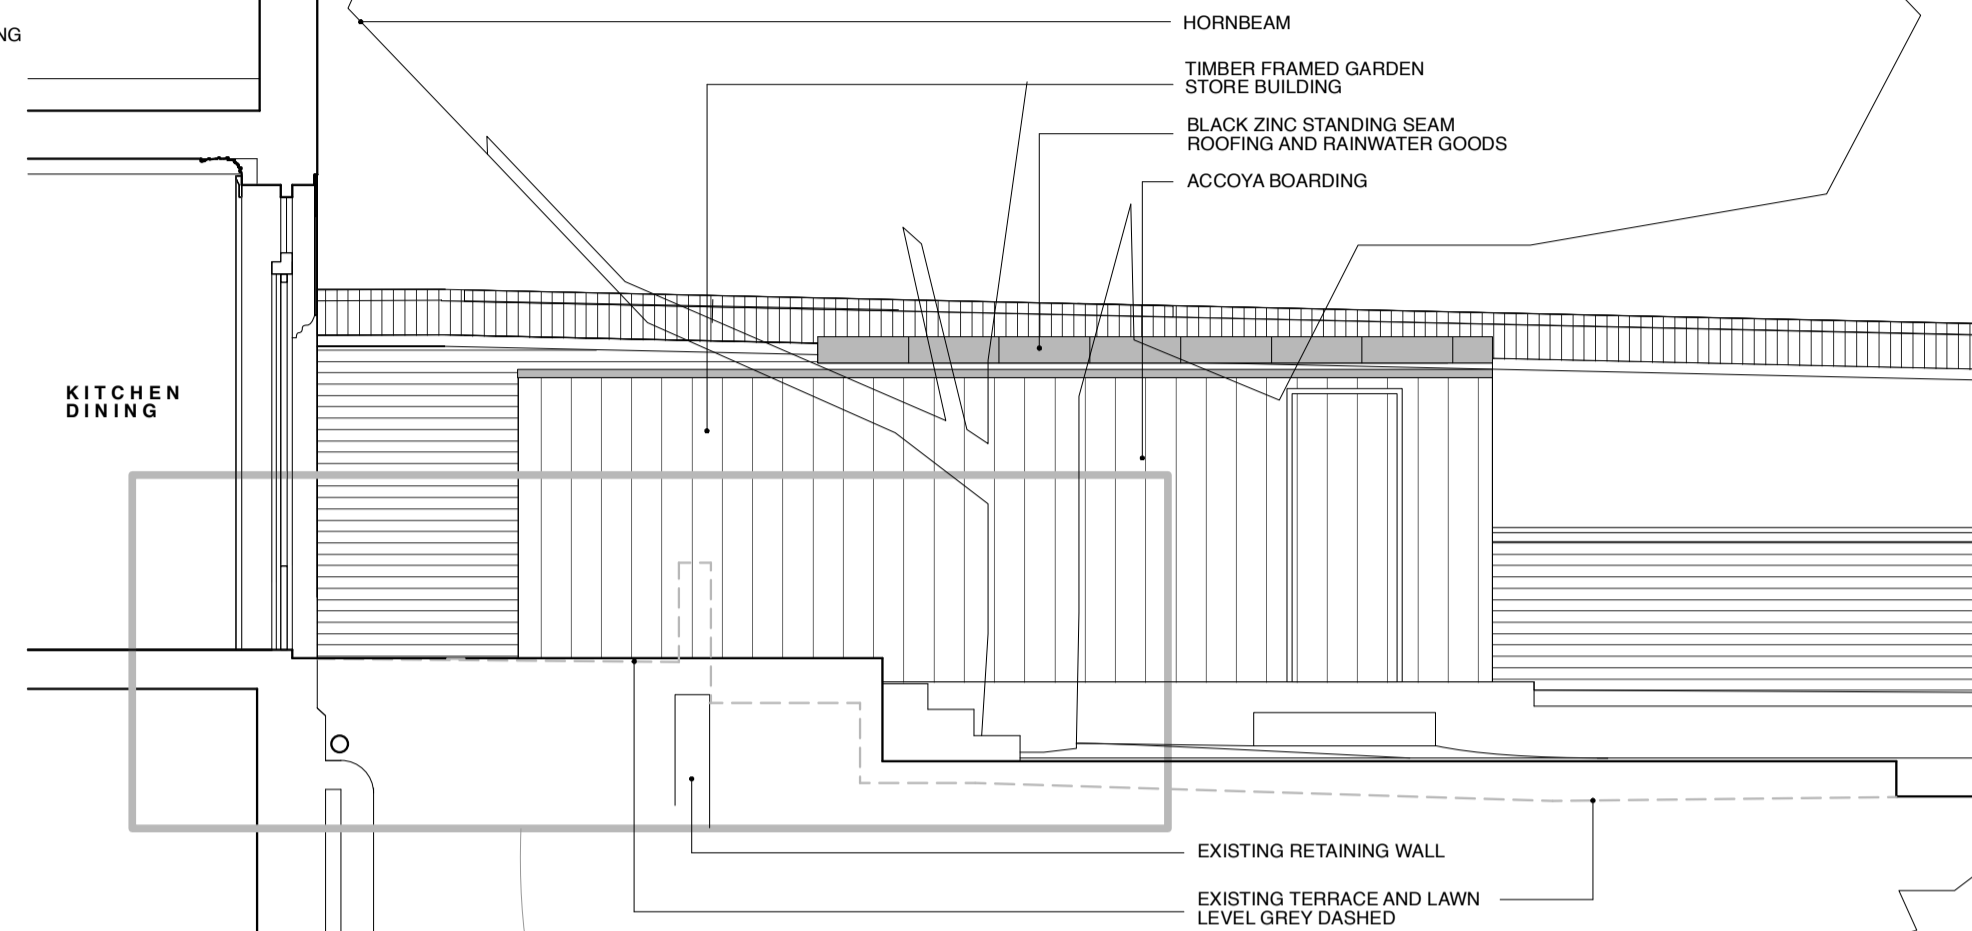 NG
HORNBEAM
TIMBER FRAMED GARDEN
STORE BUILDING
BLACK ZINC STANDING SEAM
ROOFING AND RAINWATER GOODS
ACCOYA BOARDING
KITCHEN
DINING
EXISTING RETAINING WALL
EXISTING TERRACE AND LAWN
LEVEL GREY DASHED